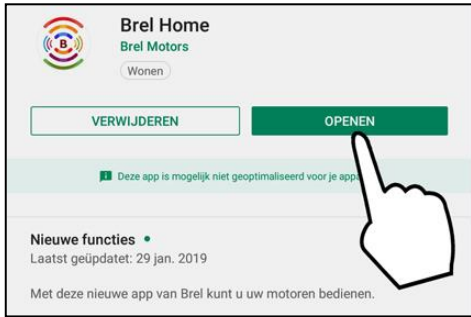 Brel Home
Brel Motors
B
Wonen
VERWIJDEREN
OPENEN
Deze app is mogelijk niet geoptimaliseerd voor je
Nieuwe functies •
Laatst geüpdatet: 29 jan. 2019
Met deze nieuwe app van Brel kunt u uw motoren bedienen.